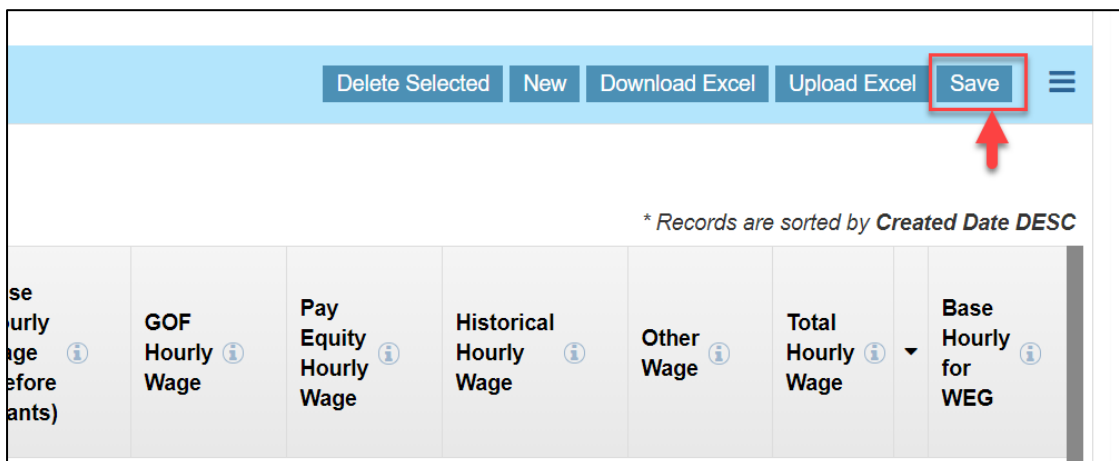 Delete Selected New Download Excel Upload Excel Save
* Records are sorted by Created Date DESC
GOF
Hourly
Wage
Pay
Equity
Hourly
Wage
Historical
Hourly
Wage
Other
Wage
Total
Hourly
Wage
Base
Hourly
for
WEG